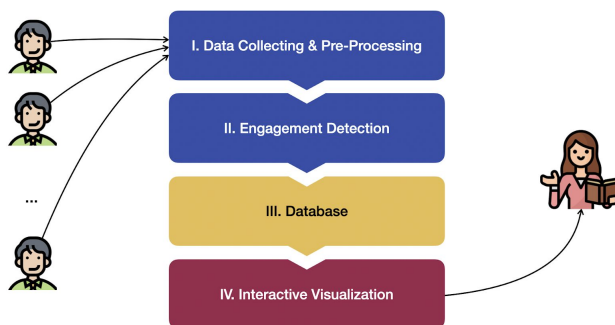 I. Data Collecting & Pre-Processing
II. Engagement Detection
...
III. Database
IV. Interactive Visualization